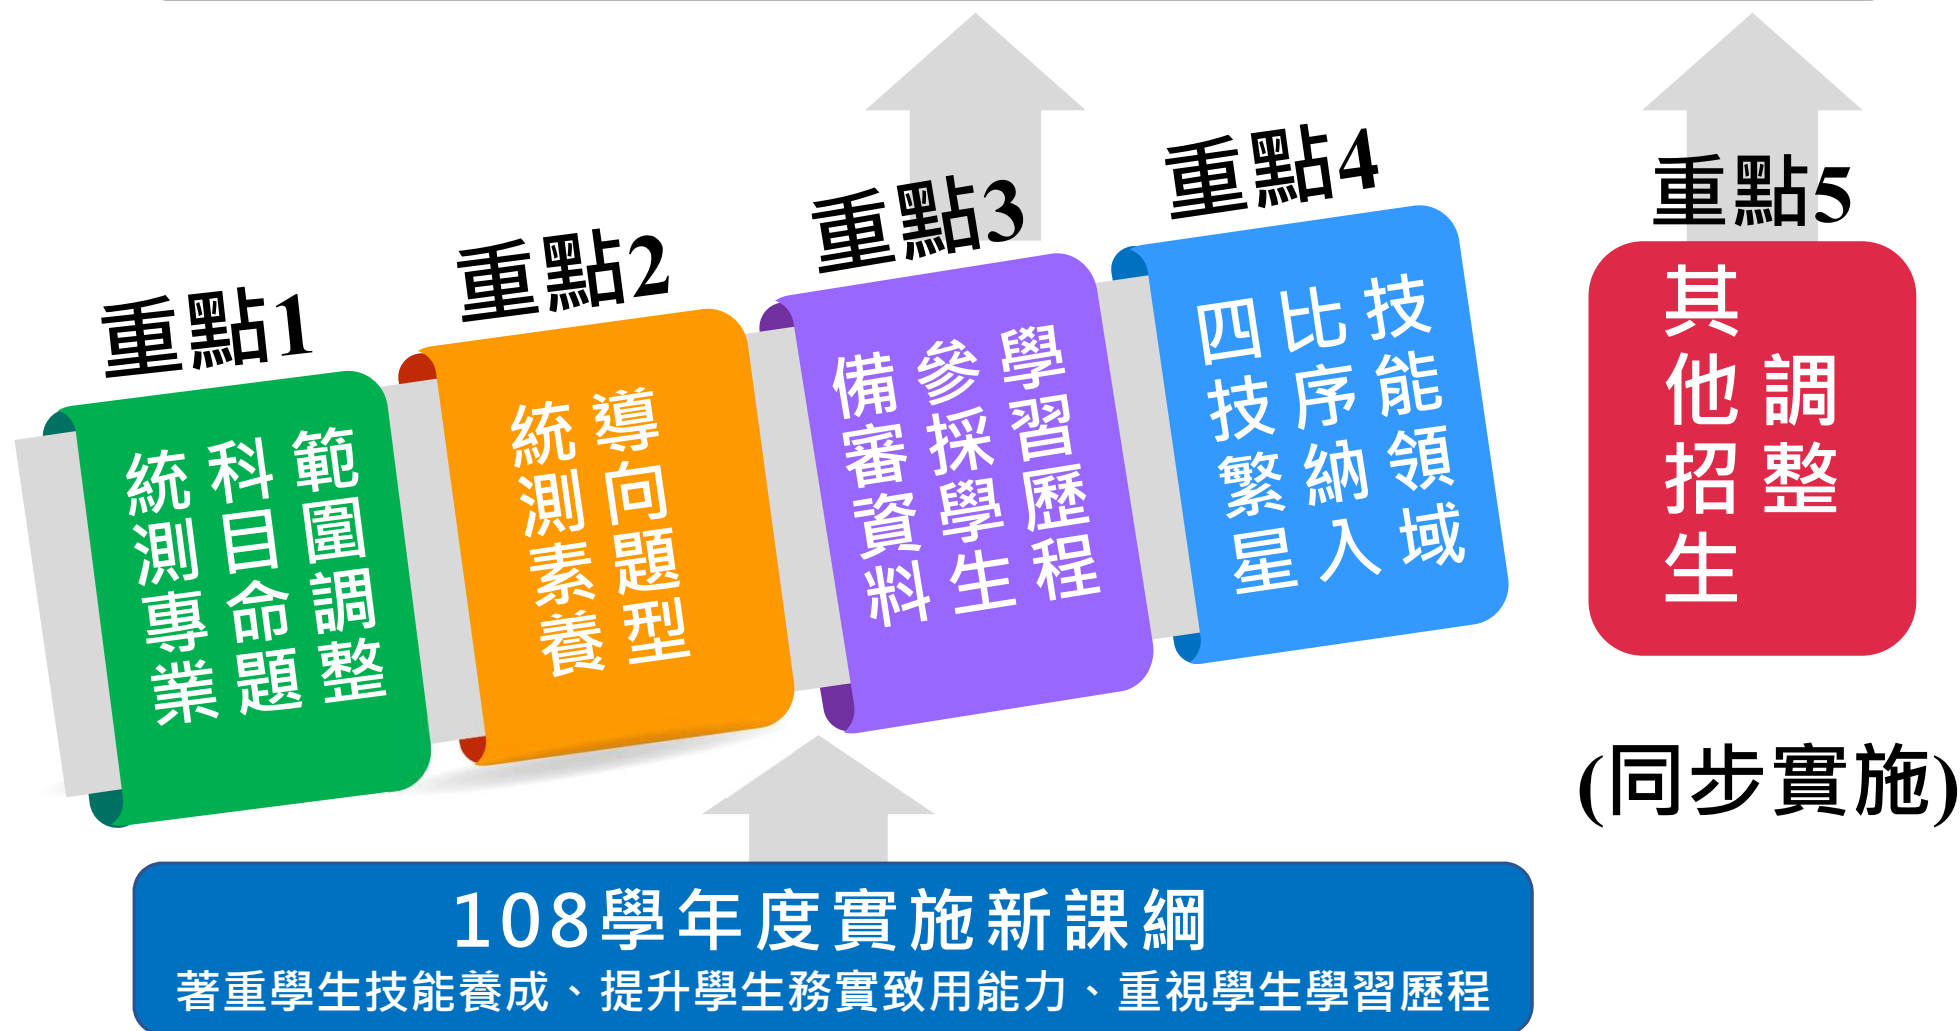 重點1
統測專業
科目命題
範圍調整
重點2
統測素養
導向題型
重點3
備審資料
參採學生
學習歷程
重點4
四技繁星
比序納入
技能領域
重點5
其他招生
調整
(同步實施)
108學年度實施新課綱
著重學生技能養成、提升學生務實致用能力、重視學生學習歷程